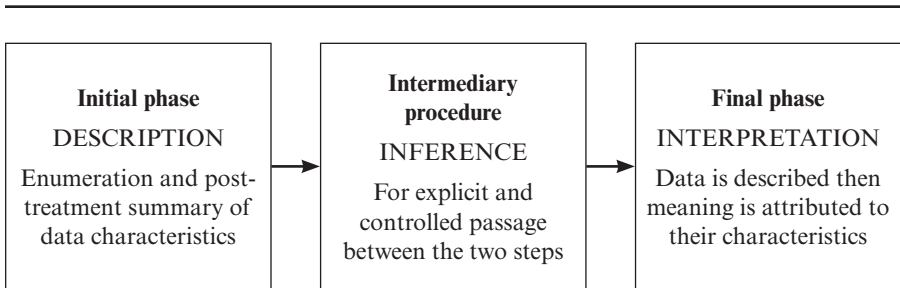 Initial phase
DESCRIPTION
Enumeration and post-
treatment summary of
data characteristics
Intermediary
procedure
INFERENCE
For explicit and
controlled passage
between the two steps
Final phase
INTERPRETATION
Data is described then
meaning is attributed to
their characteristics